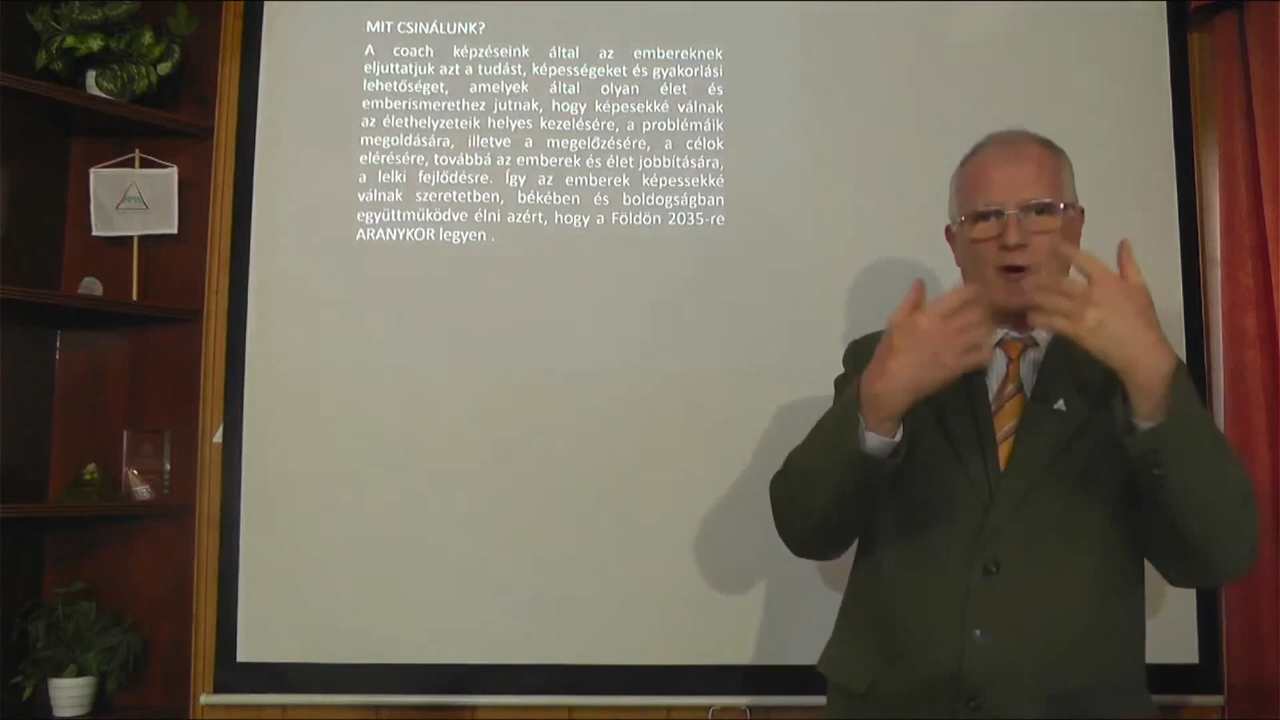 MIT CSINÁLUNK?
A coach képzéseink által az embereknek
eljuttatjuk azt a tudást, képességeket és gyakorlási
lehetőséget, amelyek által olyan élet és
emberismerethez jutnak, hogy képesekké válnak
az élethelyzeteik helyes kezelésére, a problémáik
megoldására, illetve a megelőzésére, a célok
elérésére, továbbá az emberek és élet jobbítására,
a lelki fejlődésre. Így az emberek képessekké
válnak szeretetben, békében és boldogságban
együttműködve élni azért, hogy a Földön 2035-re
ARANYKOR legyen .